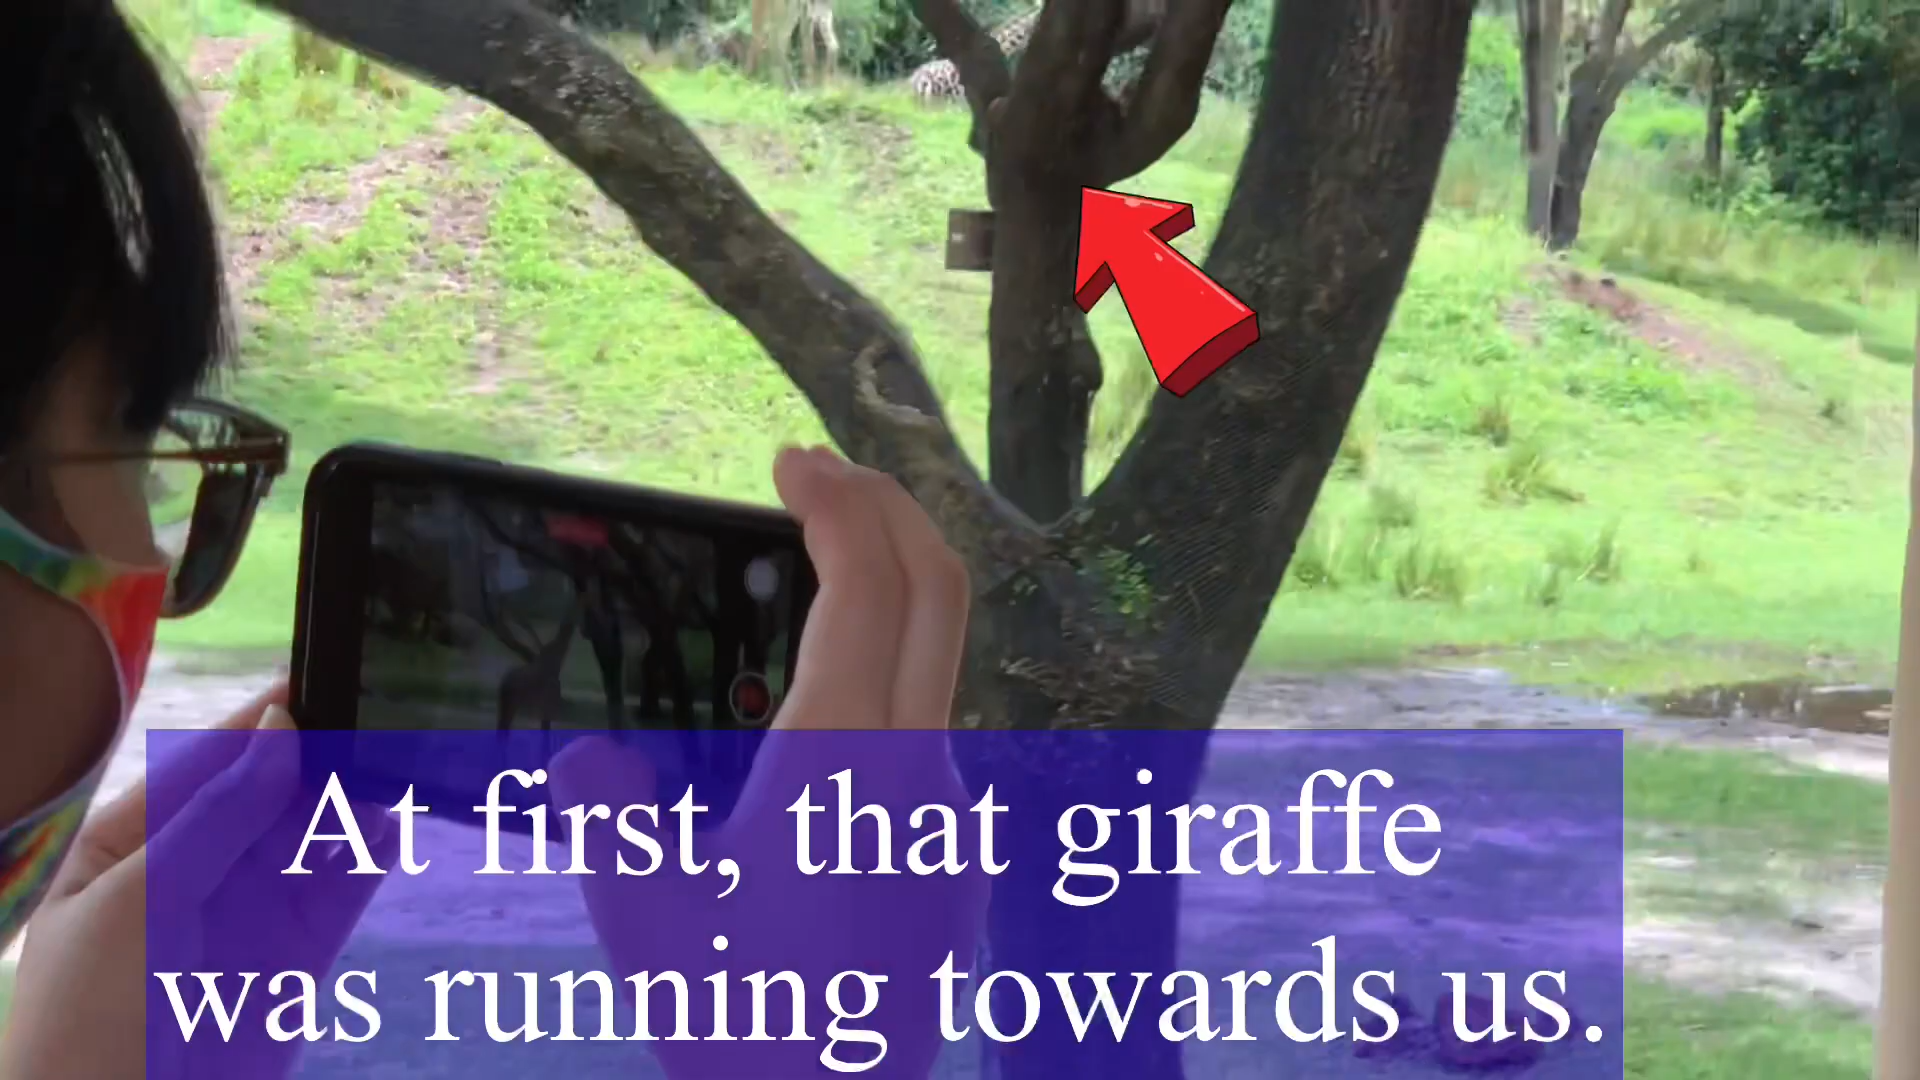 At first, that giraffe
was running towards us.